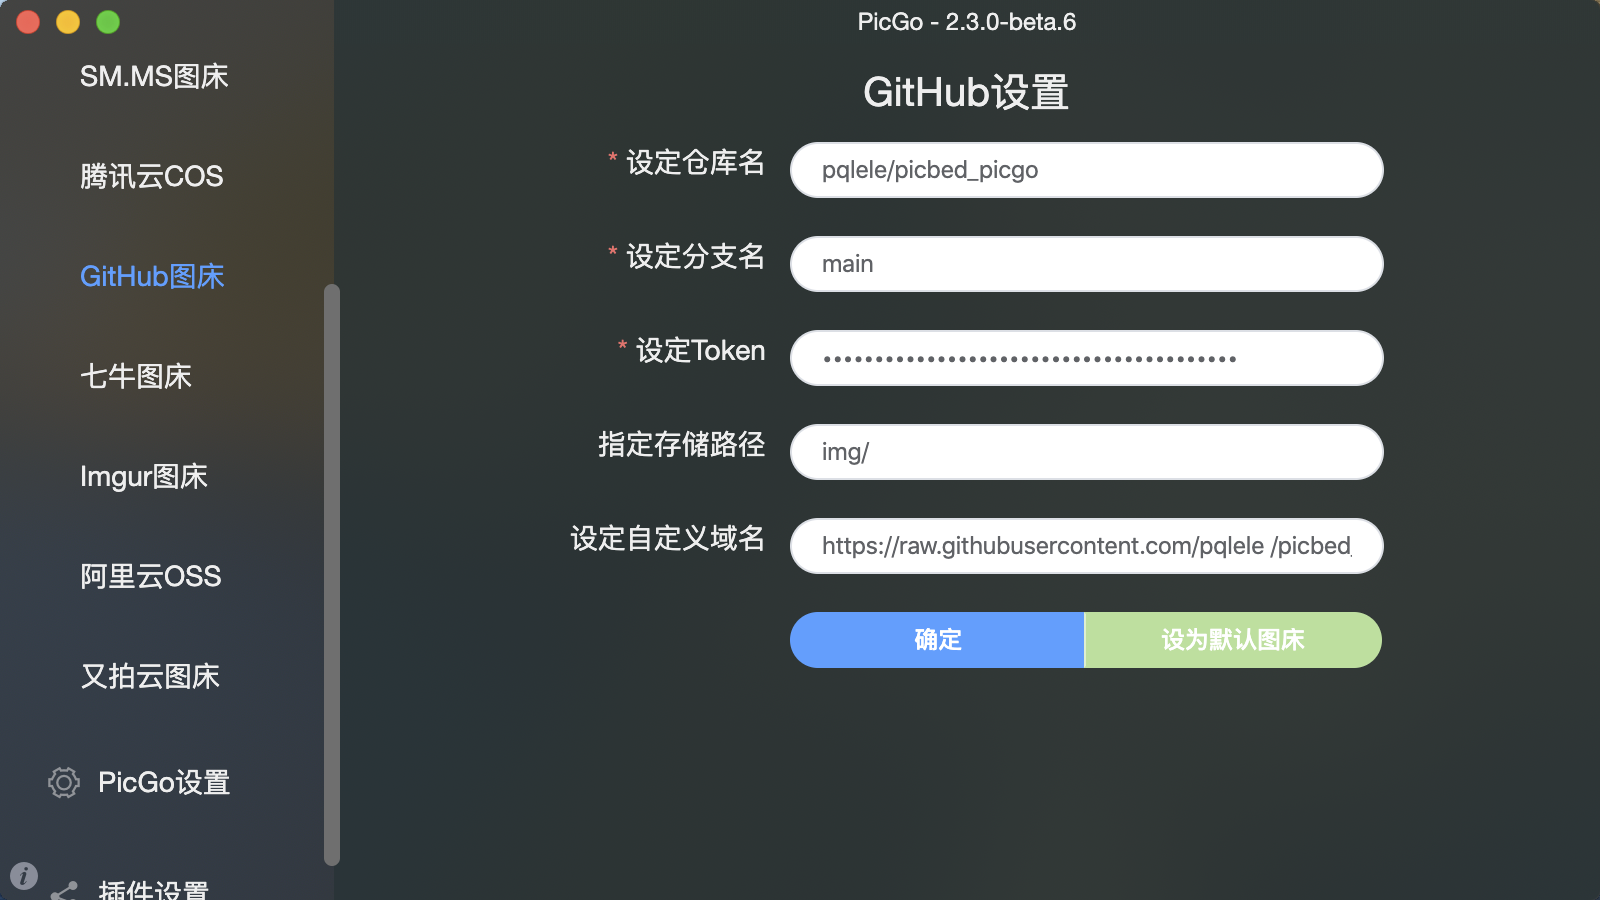 PicGo - 2.3.0-beta.6
SM.MS图床
腾讯云COS
GitHub图床
七牛图床
Imgur图床
阿里云OSS
又拍云图床
PicGo设置
插件设置
GitHub设置
* 设定仓库名
pqlele/picbed_picgo
* 设定分支名
main
* 设定Token
••••••••••••••••••••••••••••••••••••••••
指定存储路径
img/
设定自定义域名
https://raw.githubusercontent.com/pqlele /picbed_
确定
设为默认图床